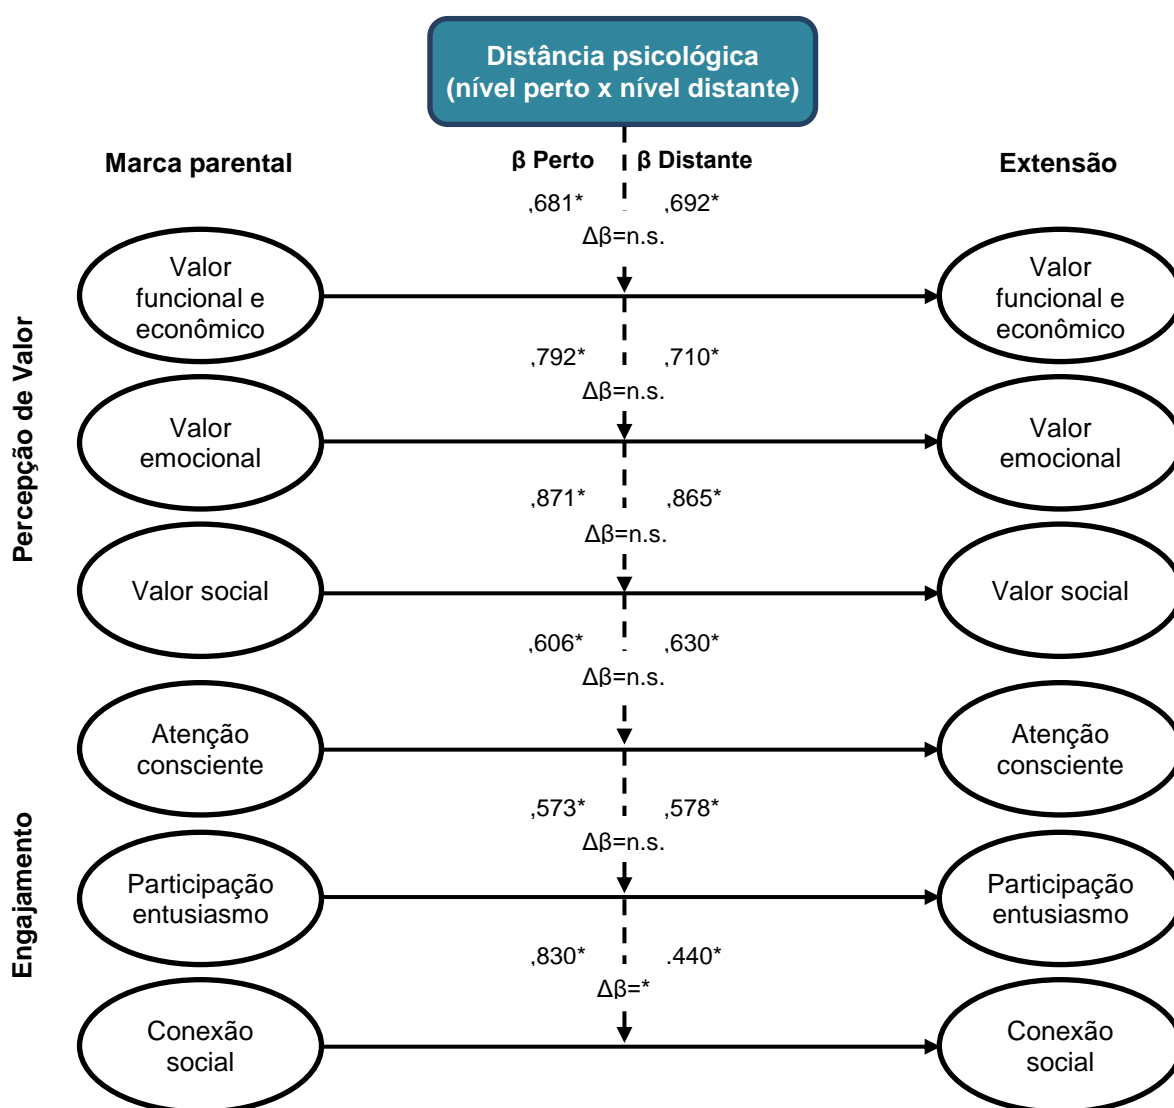 Distância psicológica
(nível perto x nível distante)
Marca parental
β Perto
β Distante
Extensão
,681*
,692*
Δβ=n.s.
Valor
funcional e
econômico
Valor
funcional e
econômico
,792*
,710*
Δβ=n.s.
Percepção de Valor
Valor
emocional
Valor
emocional
,871*
,865*
Δβ=n.s.
Valor social
Valor social
,606*
,630*
Δβ=n.s.
Atenção
consciente
Atenção
consciente
,573*
,578*
Δβ=n.s.
Engajamento
Participação
entusiasmo
Participação
entusiasmo
,830*
.440*
Δβ=*
Conexão
social
Conexão
social